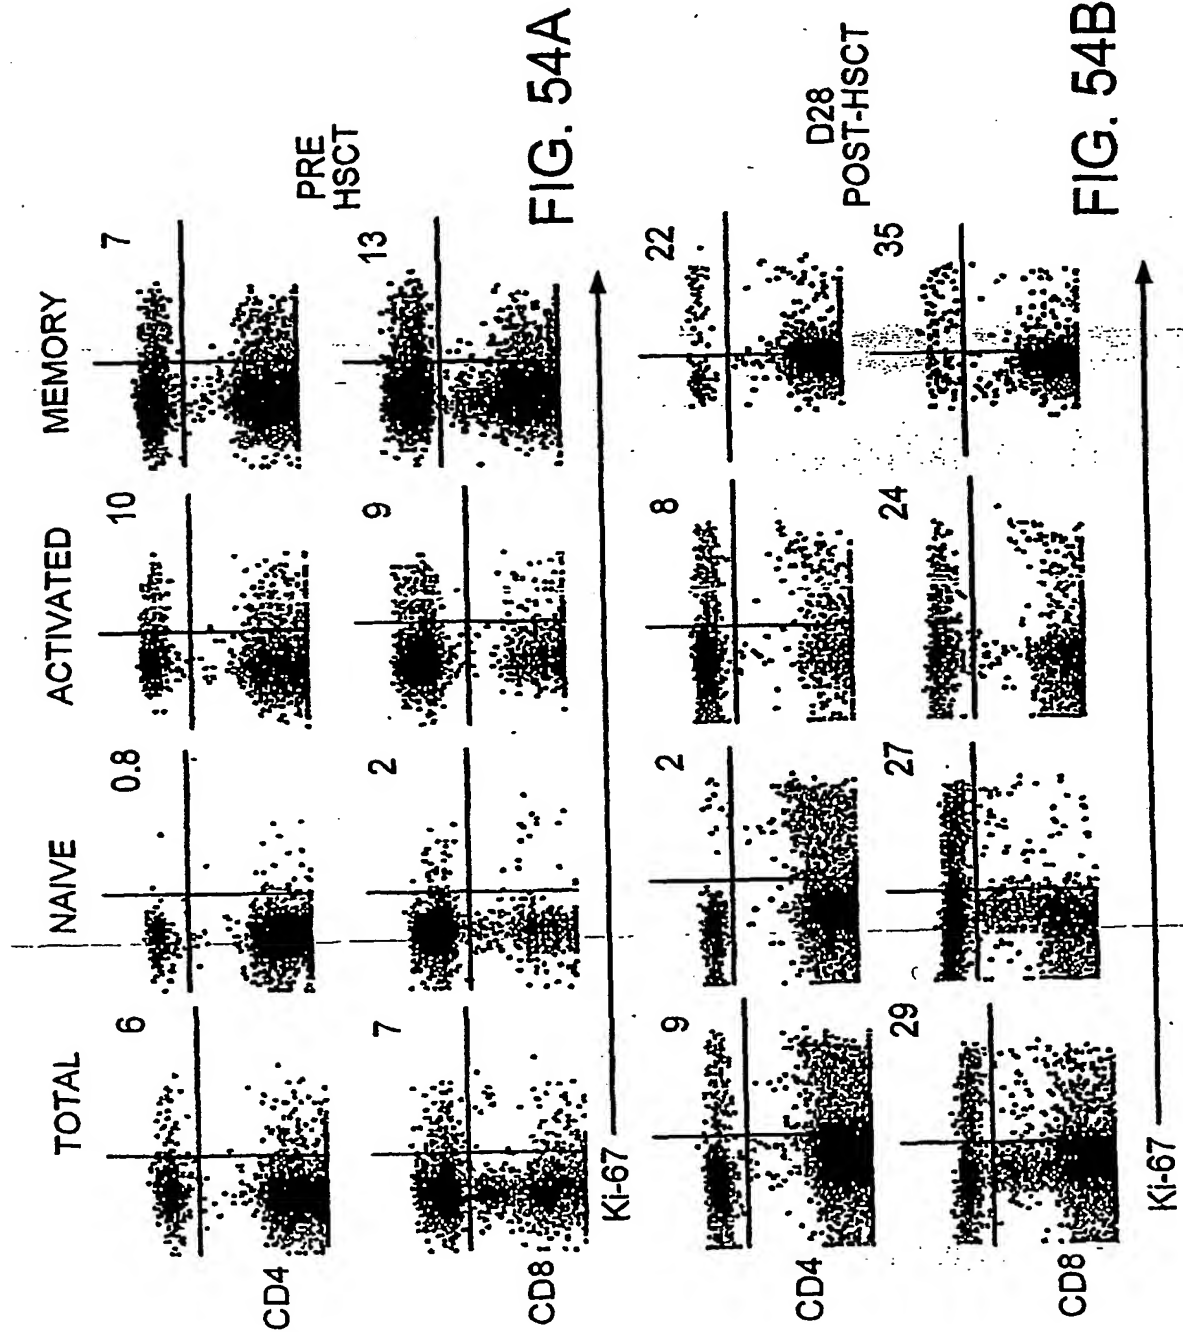 TOTAL NAIVE ACTIVATED MEMORY
6 0.8 10 7
CD4
PRE
HSCT
7 2 9 13
CD8
Ki-67
FIG. 54A
9 2 8 22
CD4
D28
POST-HSCT
29 27 24 35
CD8
Ki-67
FIG. 54B